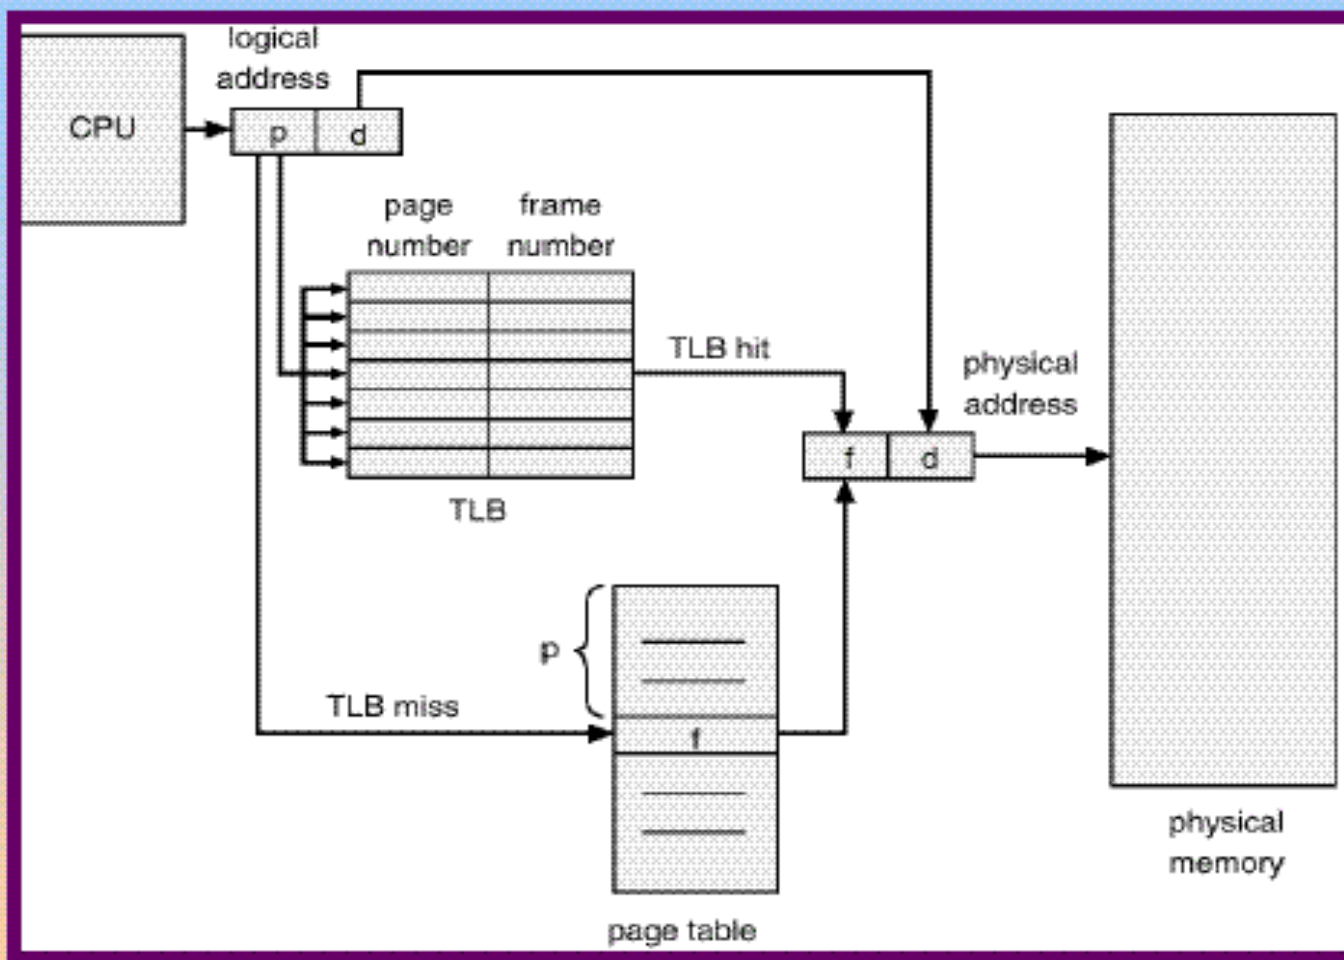 logical
address
CPU
p
d
page
number
frame
number
TLB hit
physical
address
f
d
TLB
p
TLB miss
f
physical
memory
page table